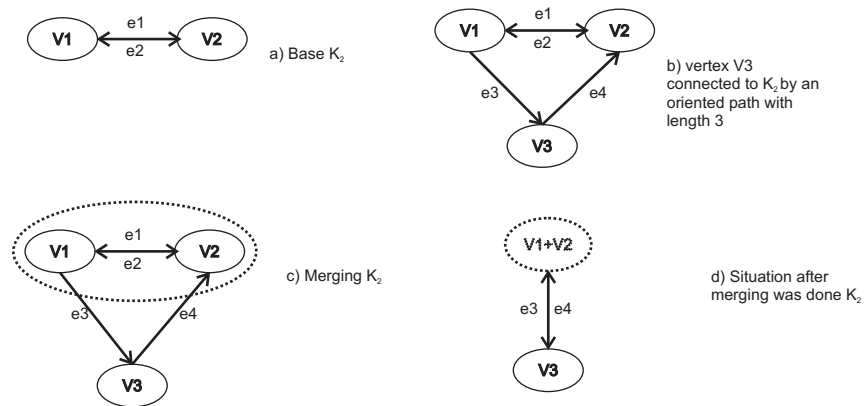 V1
e1
e2
V2
a) Base K2
V1
e1
e2
V2
e3
e4
V3
b) vertex V3
connected to K2 by an
oriented path with
length 3
V1
e1
e2
V2
e3
e4
V3
c) Merging K2
V1+V2
e3
e4
V3
d) Situation after
merging was done K2